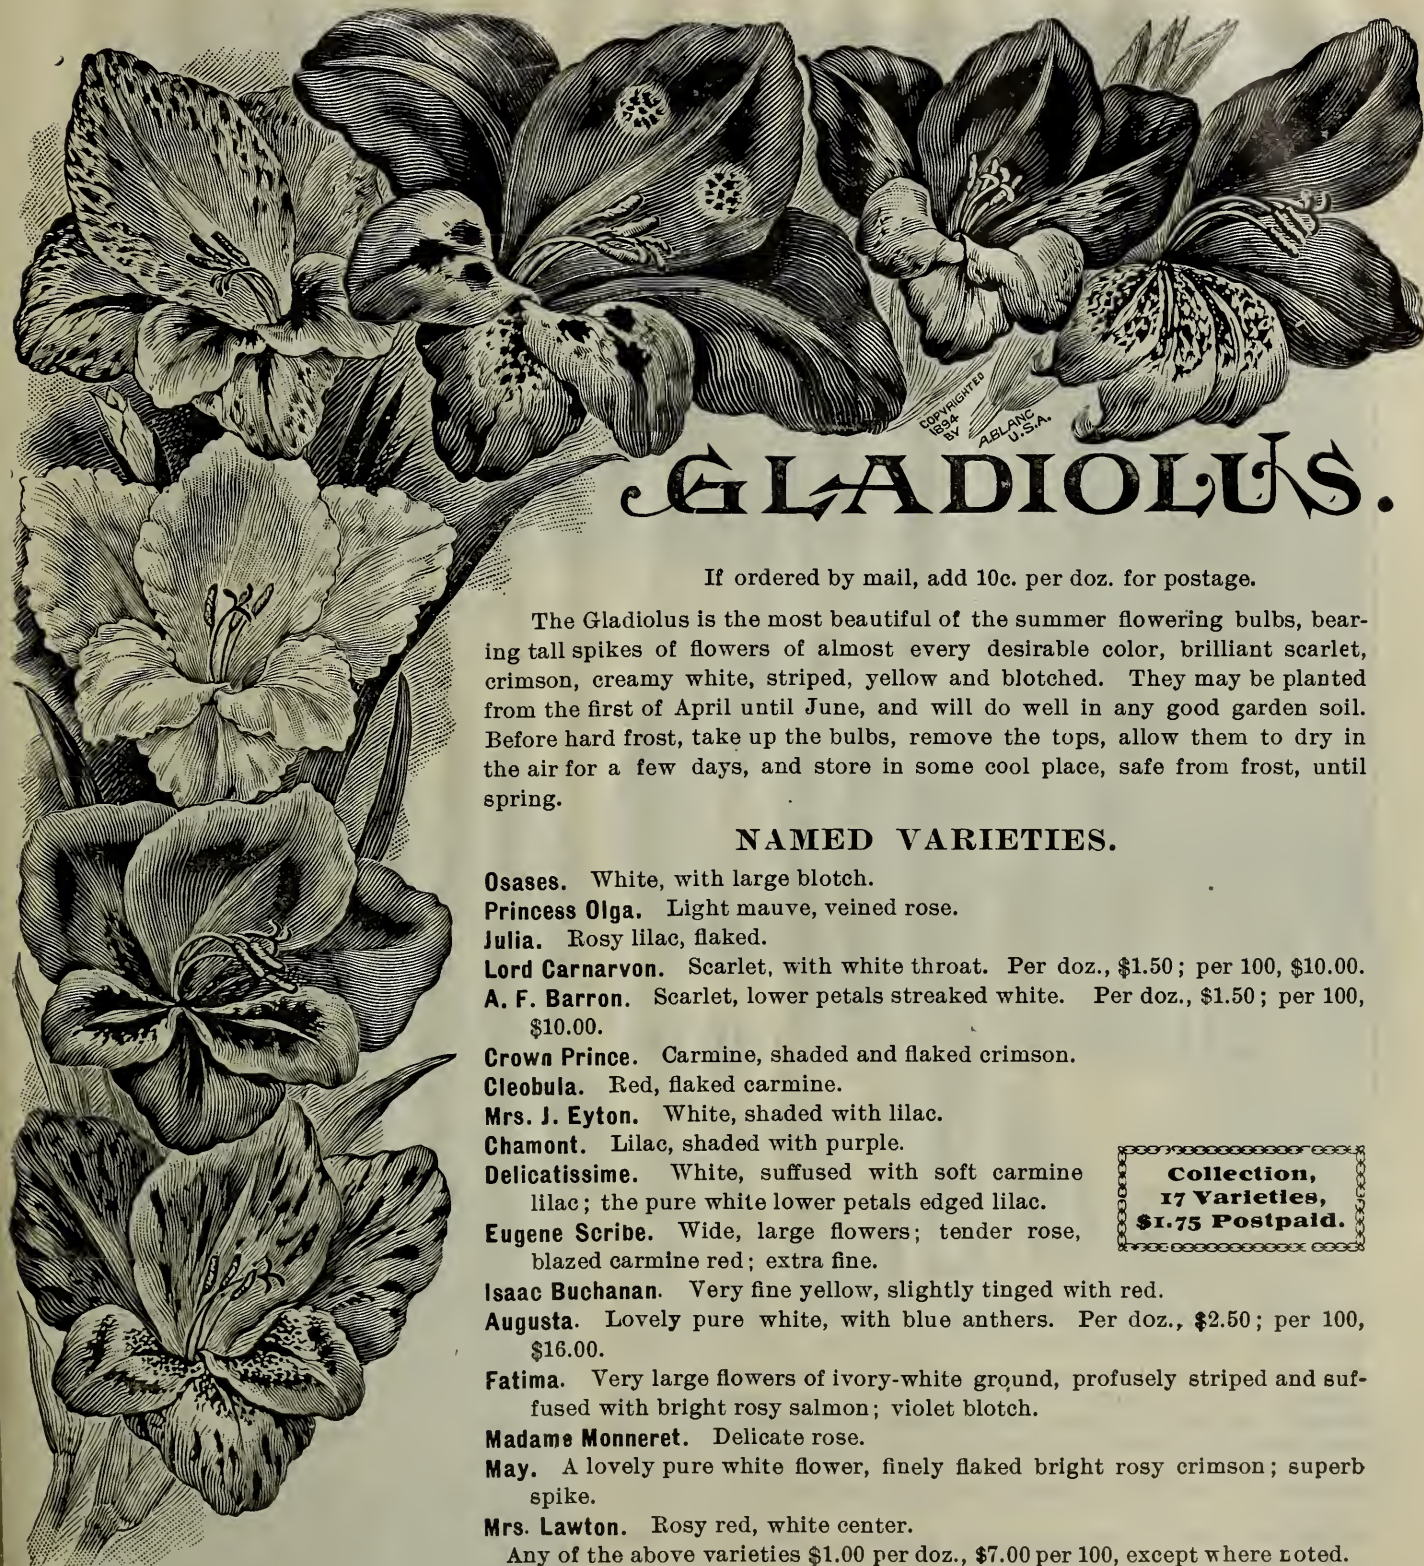 COPYRIGHTED
1894
BY A.BLANC
U.S.A.
GLADIOLUS.
If ordered by mail, add 10c. per doz. for postage.
The Gladiolus is the most beautiful of the summer flowering bulbs, bear-
ing tall spikes of flowers of almost every desirable color, brilliant scarlet,
crimson, creamy white, striped, yellow and blotched. They may be planted
from the first of April until June, and will do well in any good garden soil.
Before hard frost, take up the bulbs, remove the tops, allow them to dry in
the air for a few days, and store in some cool place, safe from frost, until
spring.
NAMED VARIETIES.
Osases. White, with large blotch.
Princess Olga. Light mauve, veined rose.
Julia. Rosy lilac, flaked.
Lord Carnarvon. Scarlet, with white throat. Per doz., $1.50; per 100, $10.00.
A. F. Barron. Scarlet, lower petals streaked white. Per doz., $1.50; per 100,
$10.00.
Crown Prince. Carmine, shaded and flaked crimson.
Cleobula. Red, flaked carmine.
Mrs. J. Eyton. White, shaded with lilac.
Chamont. Lilac, shaded with purple.
Delicatissime. White, suffused with soft carmine
lilac; the pure white lower petals edged lilac.
Eugene Scribe. Wide, large flowers; tender rose,
blazed carmine red; extra fine.
Collection,
17 Varieties,
$1.75 Postpaid.
Isaac Buchanan. Very fine yellow, slightly tinged with red.
Augusta. Lovely pure white, with blue anthers. Per doz., $2.50; per 100,
$16.00.
Fatima. Very large flowers of ivory-white ground, profusely striped and suf-
fused with bright rosy salmon; violet blotch.
Madame Monneret. Delicate rose.
May. A lovely pure white flower, finely flaked bright rosy crimson; superb
spike.
Mrs. Lawton. Rosy red, white center.
Any of the above varieties $1.00 per doz., $7.00 per 100, except where noted.